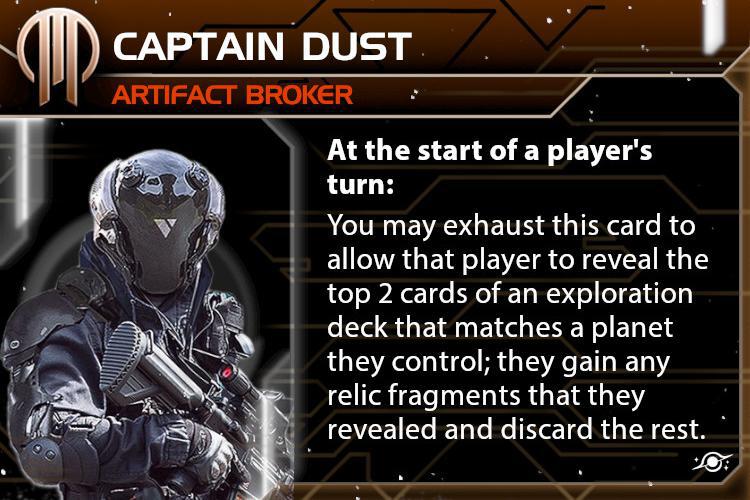 CAPTAIN DUST
ARTIFACT BROKER
At the start of a player's
turn:
You may exhaust this card to
allow that player to reveal the
top 2 cards of an exploration
deck that matches a planet
they control; they gain any
relic fragments that they
revealed and discard the rest.